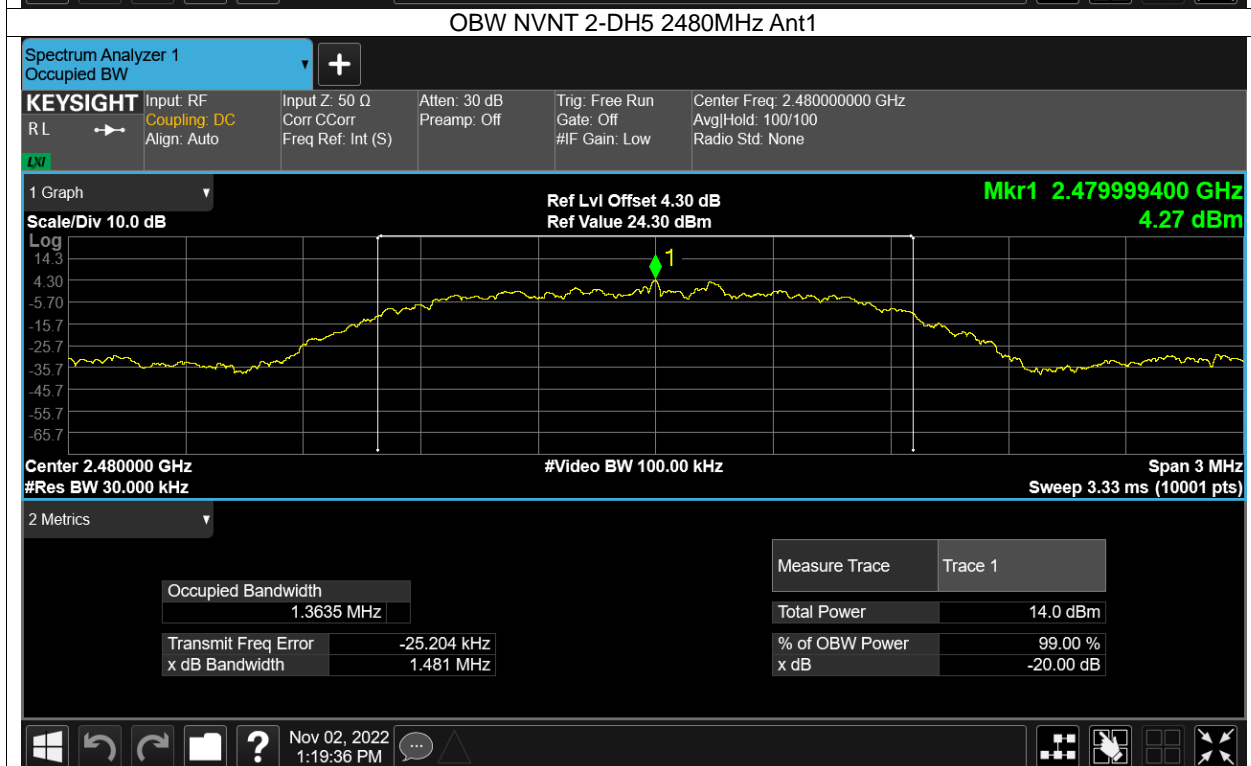 OBW NVNT 2-DH5 2480MHz Ant1
Spectrum Analyzer 1
Occupied BW
KEYSIGHT
R L
LXI
Input: RF
Coupling: DC
Align: Auto
Input Z: 50 Ω
Corr CCorr
Freq Ref: Int (S)
Atten: 30 dB
Preamp: Off
Trig: Free Run
Gate: Off
#IF Gain: Low
Center Freq: 2.480000000 GHz
Avg|Hold: 100/100
Radio Std: None
1 Graph
Scale/Div 10.0 dB
Ref Lvl Offset 4.30 dB
Ref Value 24.30 dBm
Mkr1 2.479999400 GHz
4.27 dBm
Log
14.3
4.30
-5.70
-15.7
-25.7
-35.7
-45.7
-55.7
-65.7
1
Center 2.480000 GHz
#Res BW 30.000 kHz
#Video BW 100.00 kHz
Span 3 MHz
Sweep 3.33 ms (10001 pts)
2 Metrics
Occupied Bandwidth
1.3635 MHz
Transmit Freq Error -25.204 kHz
x dB Bandwidth 1.481 MHz
Measure Trace Trace 1
Total Power 14.0 dBm
% of OBW Power 99.00 %
x dB -20.00 dB
?
Nov 02, 2022
1:19:36 PM